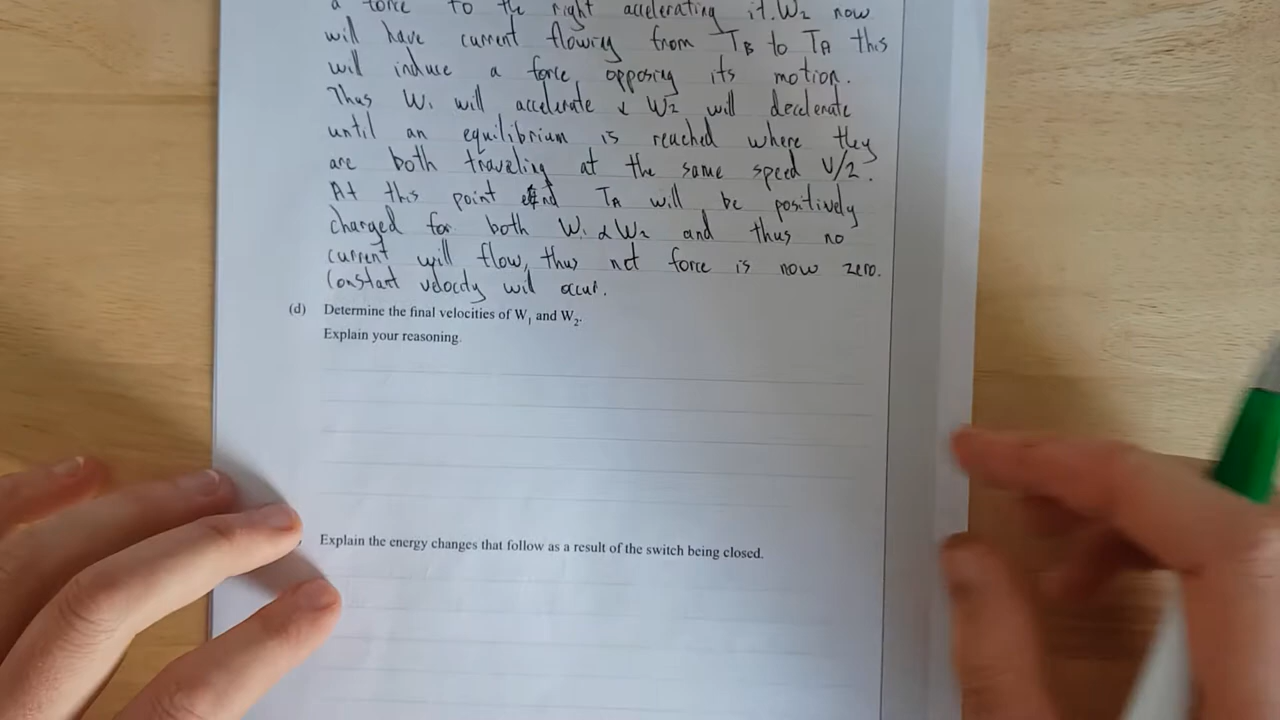 a force to the right accelerating it. W₂ now
will have current flowing from T_B to T_A this
will induce a force opposing its motion.
Thus W₁ will accelerate & W₂ will decelerate
until an equilibrium is reached where they
are both traveling at the same speed V/2.
At this point end T_A will be positively
charged for both W₁ & W₂ and thus no
current will flow, thus net force is now zero.
Constant velocity will occur.
(d) Determine the final velocities of W₁ and W₂.
Explain your reasoning.
Explain the energy changes that follow as a result of the switch being closed.